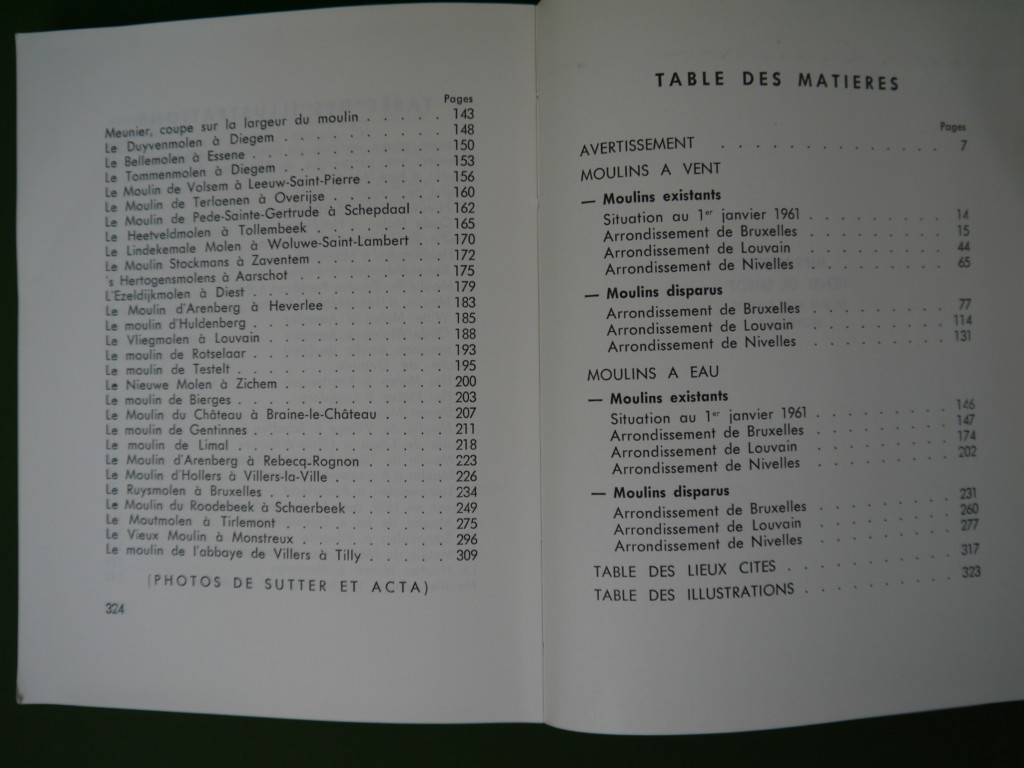 Pages
Meunier, coupe sur la largeur du moulin . . . . . 143
Le Duyvenmolen à Diegem . . . . . . . . . . 148
Le Bellemolen à Essene . . . . . . . . . . . 150
Le Tommenmolen à Diegem . . . . . . . . . . 153
Le Moulin de Volsem à Leeuw-Saint-Pierre . . . . . 156
Le Moulin de Terlaenen à Overijse . . . . . . . 160
Le Moulin de Pede-Sainte-Gertrude à Schepdaal . . 162
Le Heetveldmolen à Tollembeek . . . . . . . . 165
Le Lindekemale Molen à Woluwe-Saint-Lambert . . 170
Le Moulin Stockmans à Zaventem . . . . . . . . 172
's Hertogensmolens à Aarschot . . . . . . . . . 175
L'Ezeldijkmolen à Diest . . . . . . . . . . . 179
Le Moulin d'Arenberg à Heverlee . . . . . . . 183
Le moulin d'Huldenberg . . . . . . . . . . . 185
Le Vliegmolen à Louvain . . . . . . . . . . . 188
Le moulin de Rotselaar . . . . . . . . . . . 193
Le moulin de Testelt . . . . . . . . . . . . 195
Le Nieuwe Molen à Zichem . . . . . . . . . . 200
Le moulin de Bierges . . . . . . . . . . . . 203
Le Moulin du Château à Braine-le-Château . . . . 207
Le moulin de Gentinnes . . . . . . . . . . . 211
Le moulin de Limal . . . . . . . . . . . . 218
Le Moulin d'Arenberg à Rebecq-Rognon . . . . . 223
Le Moulin d'Hollers à Villers-la-Ville . . . . . . . 226
Le Ruysmolen à Bruxelles . . . . . . . . . . 234
Le Moulin du Roodebeek à Schaerbeek . . . . . . 249
Le Moutmolen à Tirlemont . . . . . . . . . . 275
Le Vieux Moulin à Monstreux . . . . . . . . . 296
Le moulin de l'abbaye de Villers à Tilly . . . . . 309
(PHOTOS DE SUTTER ET ACTA)
324
TABLE DES MATIERES
Pages
AVERTISSEMENT . . . . . . . . . . . . . 7
MOULINS A VENT
— Moulins existants
Situation au 1er janvier 1961 . . . . . . . . 14
Arrondissement de Bruxelles . . . . . . . . 15
Arrondissement de Louvain . . . . . . . . 44
Arrondissement de Nivelles . . . . . . . . 65
— Moulins disparus
Arrondissement de Bruxelles . . . . . . . . 77
Arrondissement de Louvain . . . . . . . . 114
Arrondissement de Nivelles . . . . . . . . 131
MOULINS A EAU
— Moulins existants
Situation au 1er janvier 1961 . . . . . . . . 146
Arrondissement de Bruxelles . . . . . . . . 147
Arrondissement de Louvain . . . . . . . . 174
Arrondissement de Nivelles . . . . . . . . 202
— Moulins disparus
Arrondissement de Bruxelles . . . . . . . . 231
Arrondissement de Louvain . . . . . . . . 260
Arrondissement de Nivelles . . . . . . . . 277
TABLE DES LIEUX CITES . . . . . . . . . . 317
TABLE DES ILLUSTRATIONS . . . . . . . . . 323